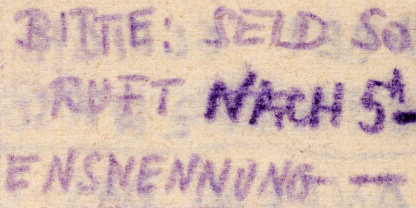 BITTE: SEID SO
RUFT NACH 5
ENSNENNUNG —